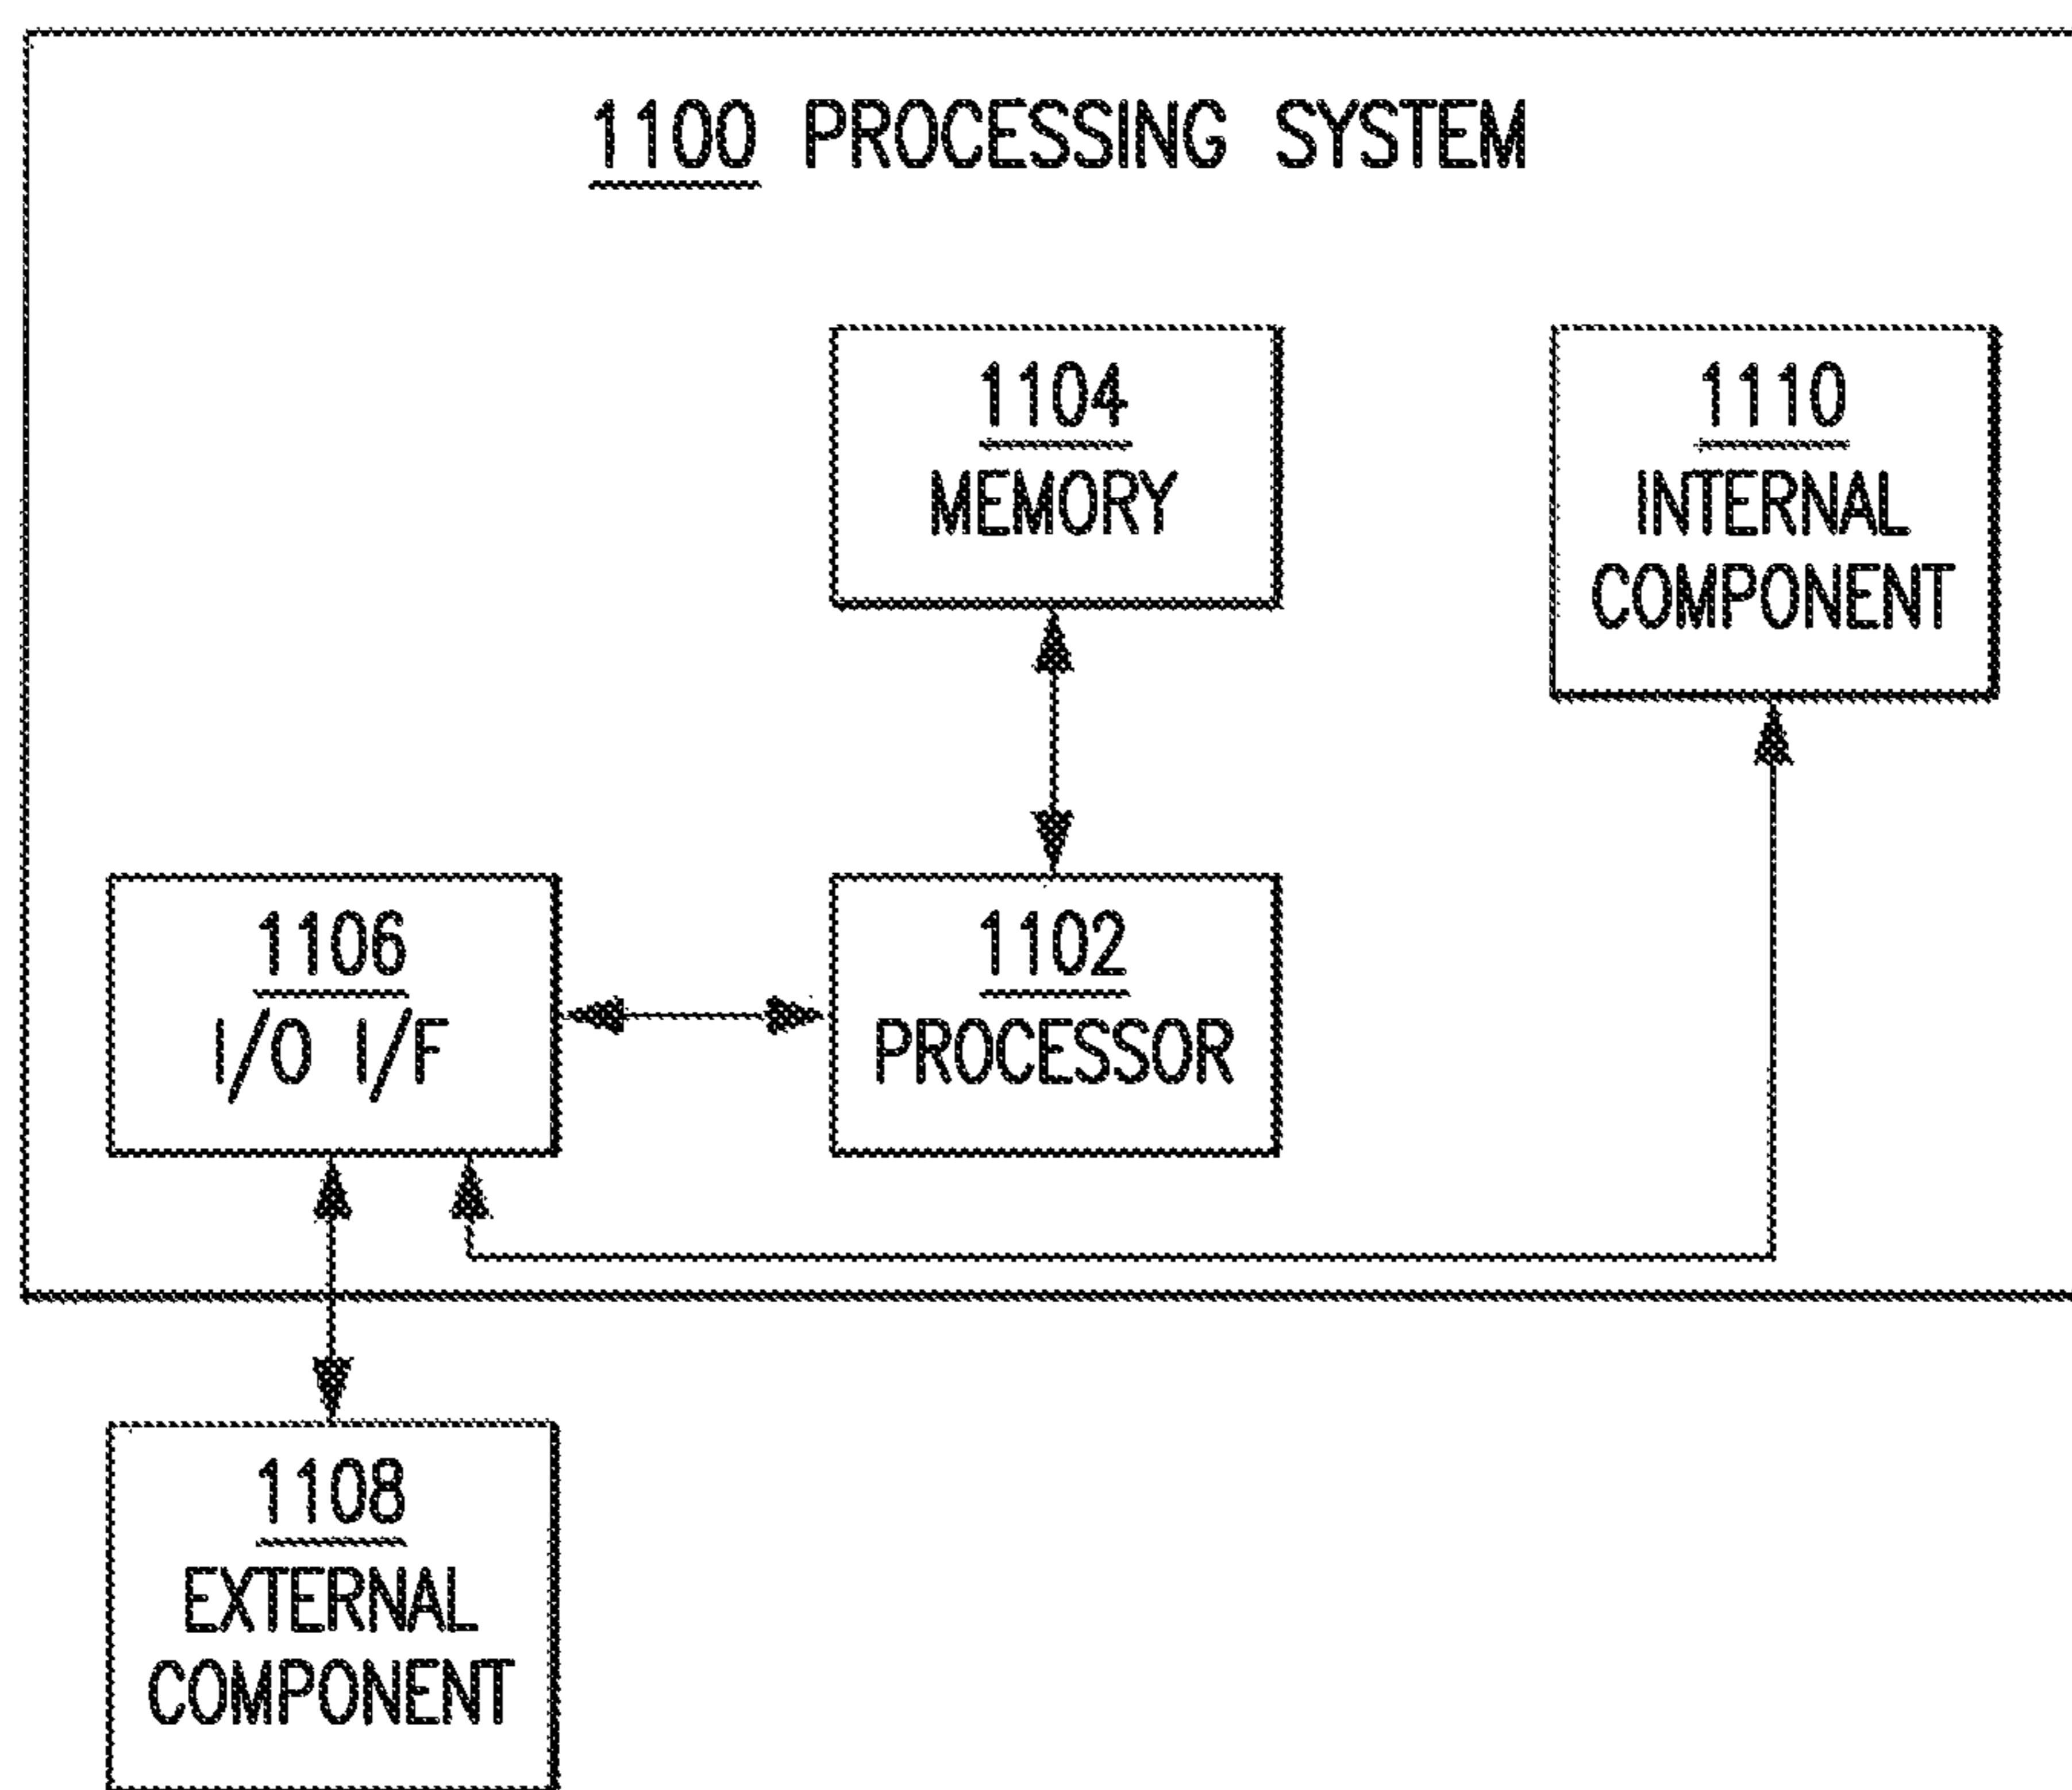 1100 PROCESSING SYSTEM
1104
MEMORY
1110
INTERNAL
COMPONENT
1106
I/O I/F
1102
PROCESSOR
1108
EXTERNAL
COMPONENT